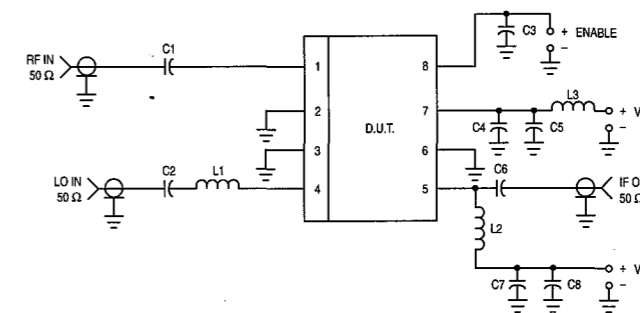 C3
+ ENABLE
−
C1
RF IN
50 Ω
1
8
L3
+ V
−
2
7
D.U.T.
C4
C5
3
6
C2
L1
C6
LO IN
50 Ω
4
5
IF O
50 Ω
L2
+ V
−
C7
C8